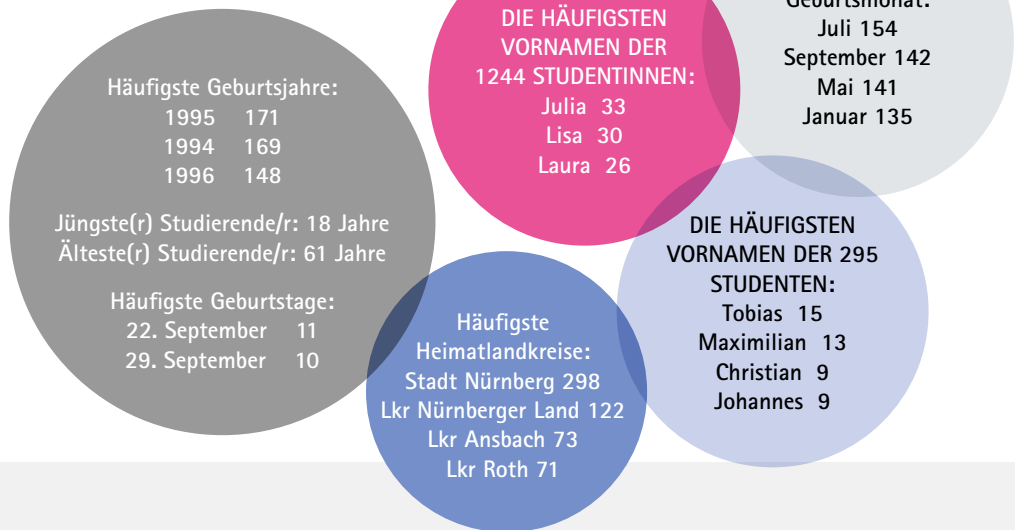 Häufigste Geburtsjahre:
1995 171
1994 169
1996 148
Jüngste(r) Studierende/r: 18 Jahre
Älteste(r) Studierende/r: 61 Jahre
Häufigste Geburtstage:
22. September 11
29. September 10
DIE HÄUFIGSTEN
VORNAMEN DER
1244 STUDENTINNEN:
Julia 33
Lisa 30
Laura 26
Geburtsmonat:
Juli 154
September 142
Mai 141
Januar 135
Häufigste
Heimatlandkreise:
Stadt Nürnberg 298
Lkr Nürnberger Land 122
Lkr Ansbach 73
Lkr Roth 71
DIE HÄUFIGSTEN
VORNAMEN DER 295
STUDENTEN:
Tobias 15
Maximilian 13
Christian 9
Johannes 9